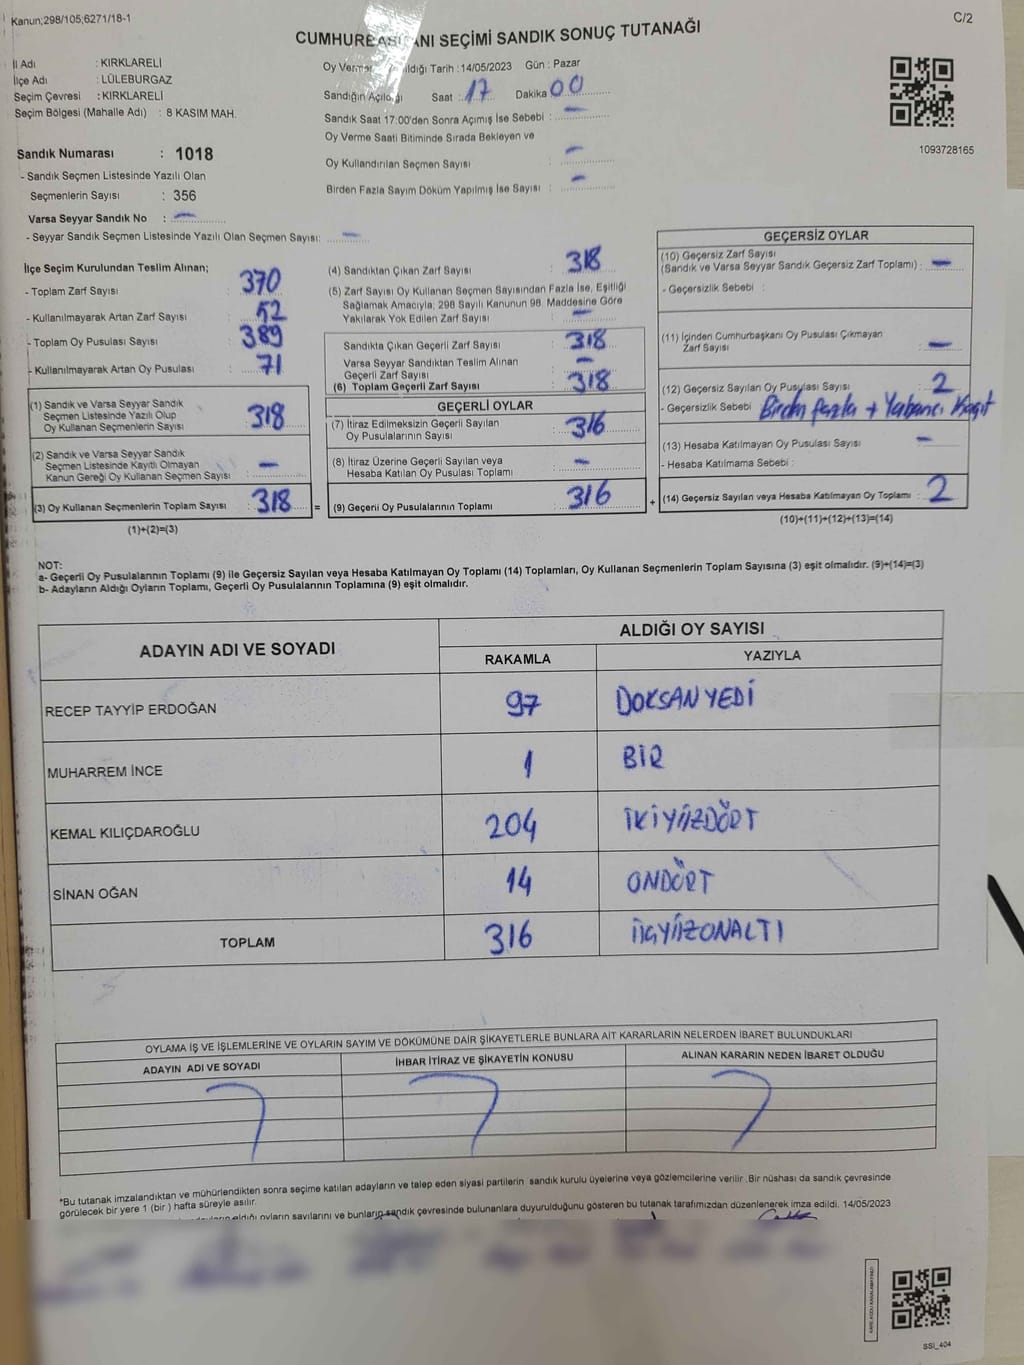 Kanun;298/105;6271/18-1
C/2
SEÇİMİ SANDIK SONUÇ TUTANAĞI
İl Adı : KIRKLARELİ
İlçe Adı : LÜLEBURGAZ
Seçim Çevresi : KIRKLARELİ
Seçim Bölgesi (Mahalle Adı) : 8 KASIM MAH.
Sandık Numarası : 1018
- Sandık Seçmen Listesinde Yazılı Olan
Seçmenlerin Sayısı : 356
Varsa Seyyar Sandık No : —
- Seyyar Sandık Seçmen Listesinde Yazılı Olan Seçmen Sayısı: —
Oy Tarih :14/05/2023 Gün : Pazar
Sandığın Açıldığı Saat : 17 Dakika 00
Sandık Saat 17:00'den Sonra Açımış İse Sebebi : —
Oy Verme Saati Bitiminde Sırada Bekleyen ve
Oy Kullandırılan Seçmen Sayısı : —
Birden Fazla Sayım Döküm Yapılmış İse Sayısı : —
1093728165
İlçe Seçim Kurulundan Teslim Alınan;
- Toplam Zarf Sayısı : 370
- Kullanılmayarak Artan Zarf Sayısı : 52
- Toplam Oy Pusulası Sayısı : 389
- Kullanılmayarak Artan Oy Pusulası : 71
(1) Sandık ve Varsa Seyyar Sandık
Seçmen Listesinde Yazılı Olup
Oy Kullanan Seçmenlerin Sayısı : 318
(2) Sandık ve Varsa Seyyar Sandık
Seçmen Listesinde Kayıtlı Olmayan
Kanun Gereği Oy Kullanan Seçmen Sayısı : —
(3) Oy Kullanan Seçmenlerin Toplam Sayısı : 318
(1)+(2)=(3)
(4) Sandıktan Çıkan Zarf Sayısı : 318
(5) Zarf Sayısı Oy Kullanan Seçmen Sayısından Fazla İse, Eşitliği
Sağlamak Amacıyla; 298 Sayılı Kanunun 98. Maddesine Göre
Yakılarak Yok Edilen Zarf Sayısı : —
Sandıkta Çıkan Geçerli Zarf Sayısı : 318
Varsa Seyyar Sandıktan Teslim Alınan
Geçerli Zarf Sayısı : —
(6) Toplam Geçerli Zarf Sayısı : 318
GEÇERLİ OYLAR
(7) İtiraz Edilmeksizin Geçerli Sayılan
Oy Pusulalarının Sayısı : 316
(8) İtiraz Üzerine Geçerli Sayılan veya
Hesaba Katılan Oy Pusulası Toplamı : —
= (9) Geçerli Oy Pusulalarının Toplamı : 316 +
GEÇERSİZ OYLAR
(10) Geçersiz Zarf Sayısı
(Sandık ve Varsa Seyyar Sandık Geçersiz Zarf Toplamı) : —
- Geçersizlik Sebebi :
(11) İçinden Cumhurbaşkanı Oy Pusulası Çıkmayan
Zarf Sayısı : —
(12) Geçersiz Sayılan Oy Pusulası Sayısı : 2
- Geçersizlik Sebebi Birden fazla + Yabancı Kağıt
(13) Hesaba Katılmayan Oy Pusulası Sayısı : —
- Hesaba Katılmama Sebebi :
(14) Geçersiz Sayılan veya Hesaba Katılmayan Oy Toplamı : 2
(10)+(11)+(12)+(13)=(14)
NOT:
a- Geçerli Oy Pusulalarının Toplamı (9) ile Geçersiz Sayılan veya Hesaba Katılmayan Oy Toplamı (14) Toplamları, Oy Kullanan Seçmenlerin Toplam Sayısına (3) eşit olmalıdır. (9)+(14)=(3)
b- Adayların Aldığı Oyların Toplamı, Geçerli Oy Pusulalarının Toplamına (9) eşit olmalıdır.
ADAYIN ADI VE SOYADI
ALDIĞI OY SAYISI
RAKAMLA YAZIYLA
RECEP TAYYİP ERDOĞAN 97 DOKSANYEDİ
MUHARREM İNCE 1 BİR
KEMAL KILIÇDAROĞLU 204 İKİYÜZDÖRT
SİNAN OĞAN 14 ONDÖRT
TOPLAM 316 ÜÇYÜZONALTI
OYLAMA İŞ VE İŞLEMLERİNE VE OYLARIN SAYIM VE DÖKÜMÜNE DAİR ŞİKAYETLERLE BUNLARA AİT KARARLARIN NELERDEN İBARET BULUNDUKLARI
ADAYIN ADI VE SOYADI İHBAR İTİRAZ VE ŞİKAYETİN KONUSU ALINAN KARARIN NEDEN İBARET OLDUĞU
*Bu tutanak imzalandıktan ve mühürlendikten sonra seçime katılan adayların ve talep eden siyasi partilerin sandık kurulu üyelerine veya gözlemcilerine verilir .Bir nüshası da sandık çevresinde
görülecek bir yere 1 (bir ) hafta süreyle asılır.
aldığı oyların sayılarını ve bunların sandık çevresinde bulunanlara duyurulduğunu gösteren bu tutanak tarafımızdan düzenlenerek imza edildi. 14/05/2023
SSI_404